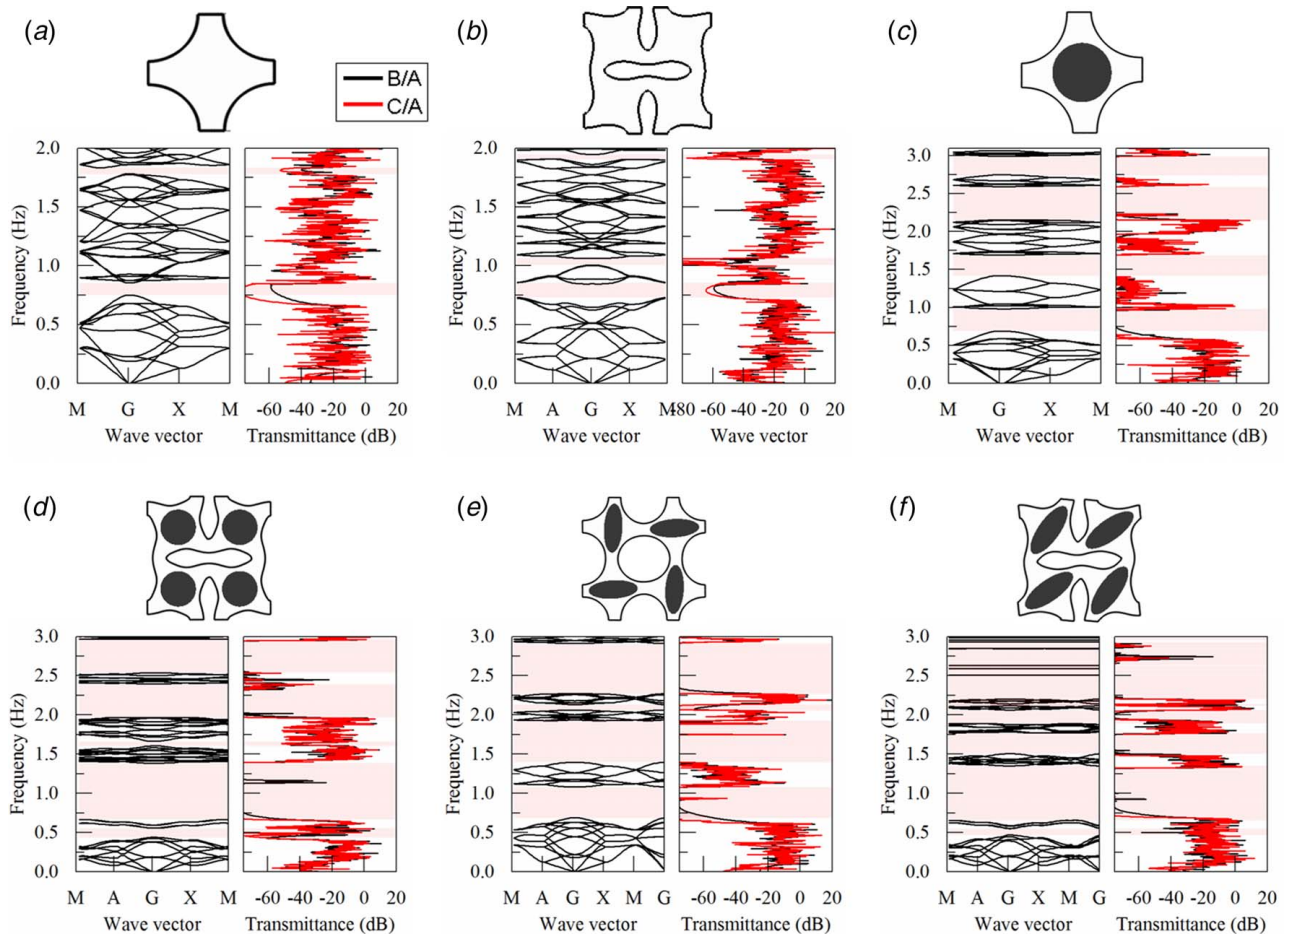 (a)
B/A
C/A
2.0
1.5
1.0
0.5
0.0
Frequency (Hz)
M G X M
Wave vector
-60 -40 -20 0 20
Transmittance (dB)
(b)
2.0
1.5
1.0
0.5
0.0
Frequency (Hz)
M A G X M
Wave vector
-80 -60 -40 -20 0 20
Wave vector
(c)
3.0
2.5
2.0
1.5
1.0
0.5
0.0
Frequency (Hz)
M G X M
Wave vector
-60 -40 -20 0 20
Transmittance (dB)
(d)
3.0
2.5
2.0
1.5
1.0
0.5
0.0
Frequency (Hz)
M A G X M
Wave vector
-60 -40 -20 0 20
Transmittance (dB)
(e)
3.0
2.5
2.0
1.5
1.0
0.5
0.0
Frequency (Hz)
M A G X M G
Wave vector
-60 -40 -20 0 20
Transmittance (dB)
(f)
3.0
2.5
2.0
1.5
1.0
0.5
0.0
Frequency (Hz)
M A G X M G
Wave vector
-60 -40 -20 0 20
Transmittance (dB)